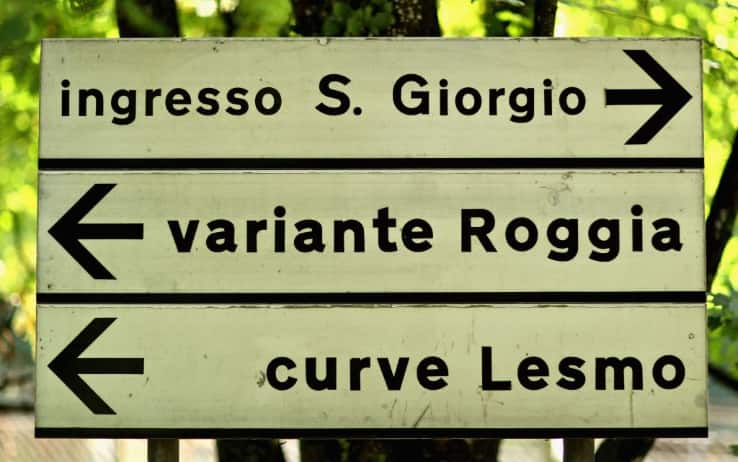 ingresso S. Giorgio
variante Roggia
curve Lesmo